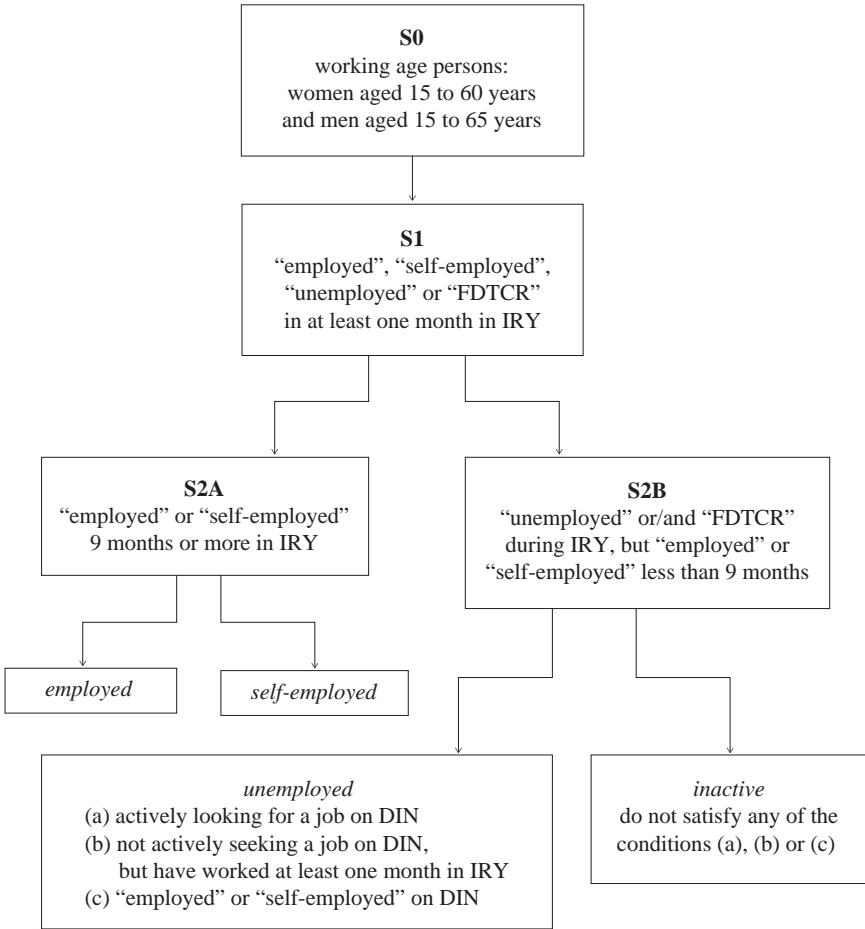 S0
working age persons:
women aged 15 to 60 years
and men aged 15 to 65 years
S1
“employed”, “self-employed”,
“unemployed” or “FDTCR”
in at least one month in IRY
S2A
“employed” or “self-employed”
9 months or more in IRY
S2B
“unemployed” or/and “FDTCR”
during IRY, but “employed” or
“self-employed” less than 9 months
employed
self-employed
unemployed
(a) actively looking for a job on DIN
(b) not actively seeking a job on DIN,
but have worked at least one month in IRY
(c) “employed” or “self-employed” on DIN
inactive
do not satisfy any of the
conditions (a), (b) or (c)